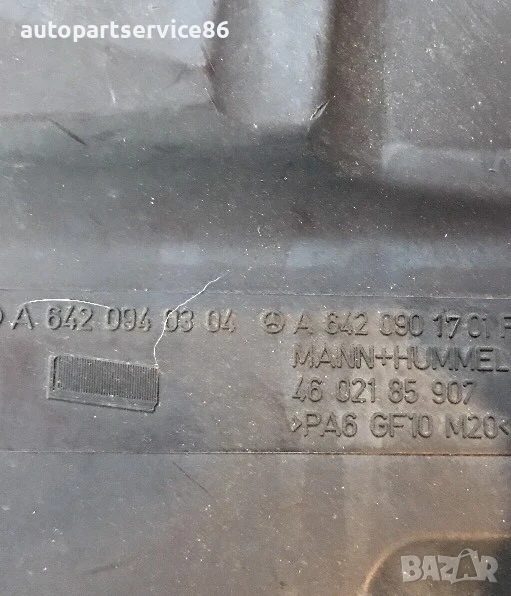 autopartservice86
A 642 094 03 04
A 642 090 17 01 F
MANN+HUMMEL
46 021 85 907
>PA6 GF10 M20<
BAZAR